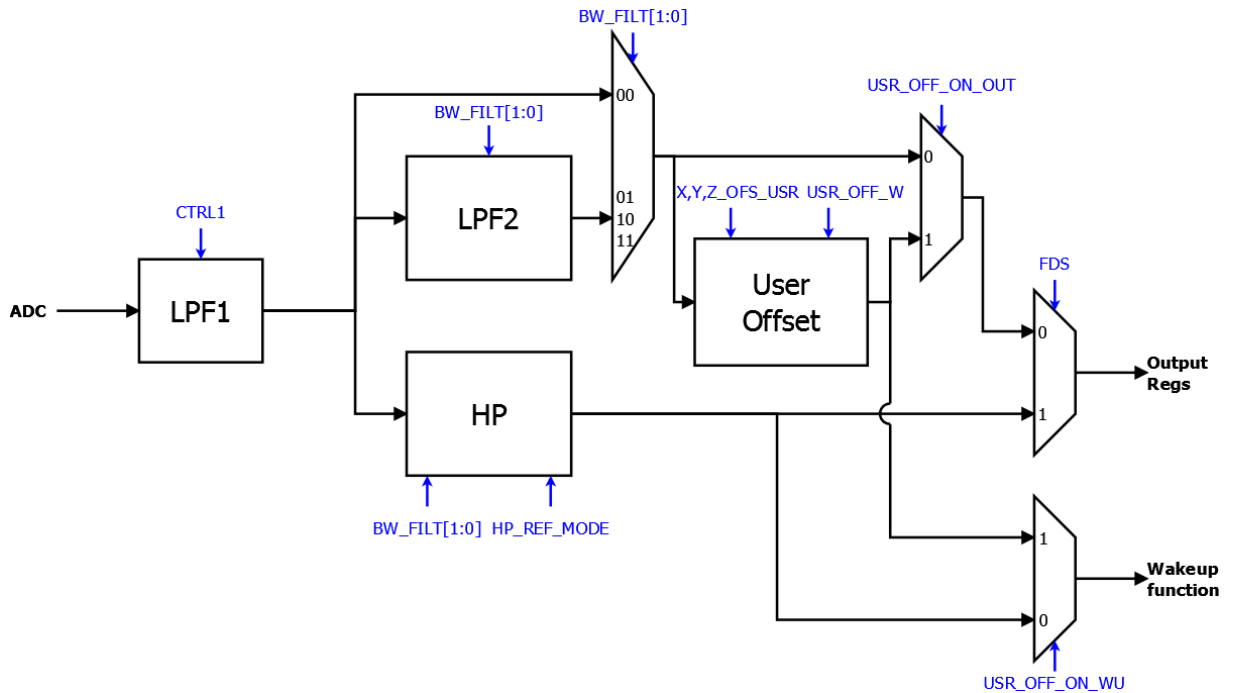 BW_FILT[1:0]
00
USR_OFF_ON_OUT
BW_FILT[1:0]
0
01
X,Y,Z_OFS_USR USR_OFF_W
CTRL1
LPF2
10
11
1
FDS
ADC
LPF1
User
Offset
0
Output
Regs
HP
1
BW_FILT[1:0] HP_REF_MODE
1
Wakeup
function
0
USR_OFF_ON_WU